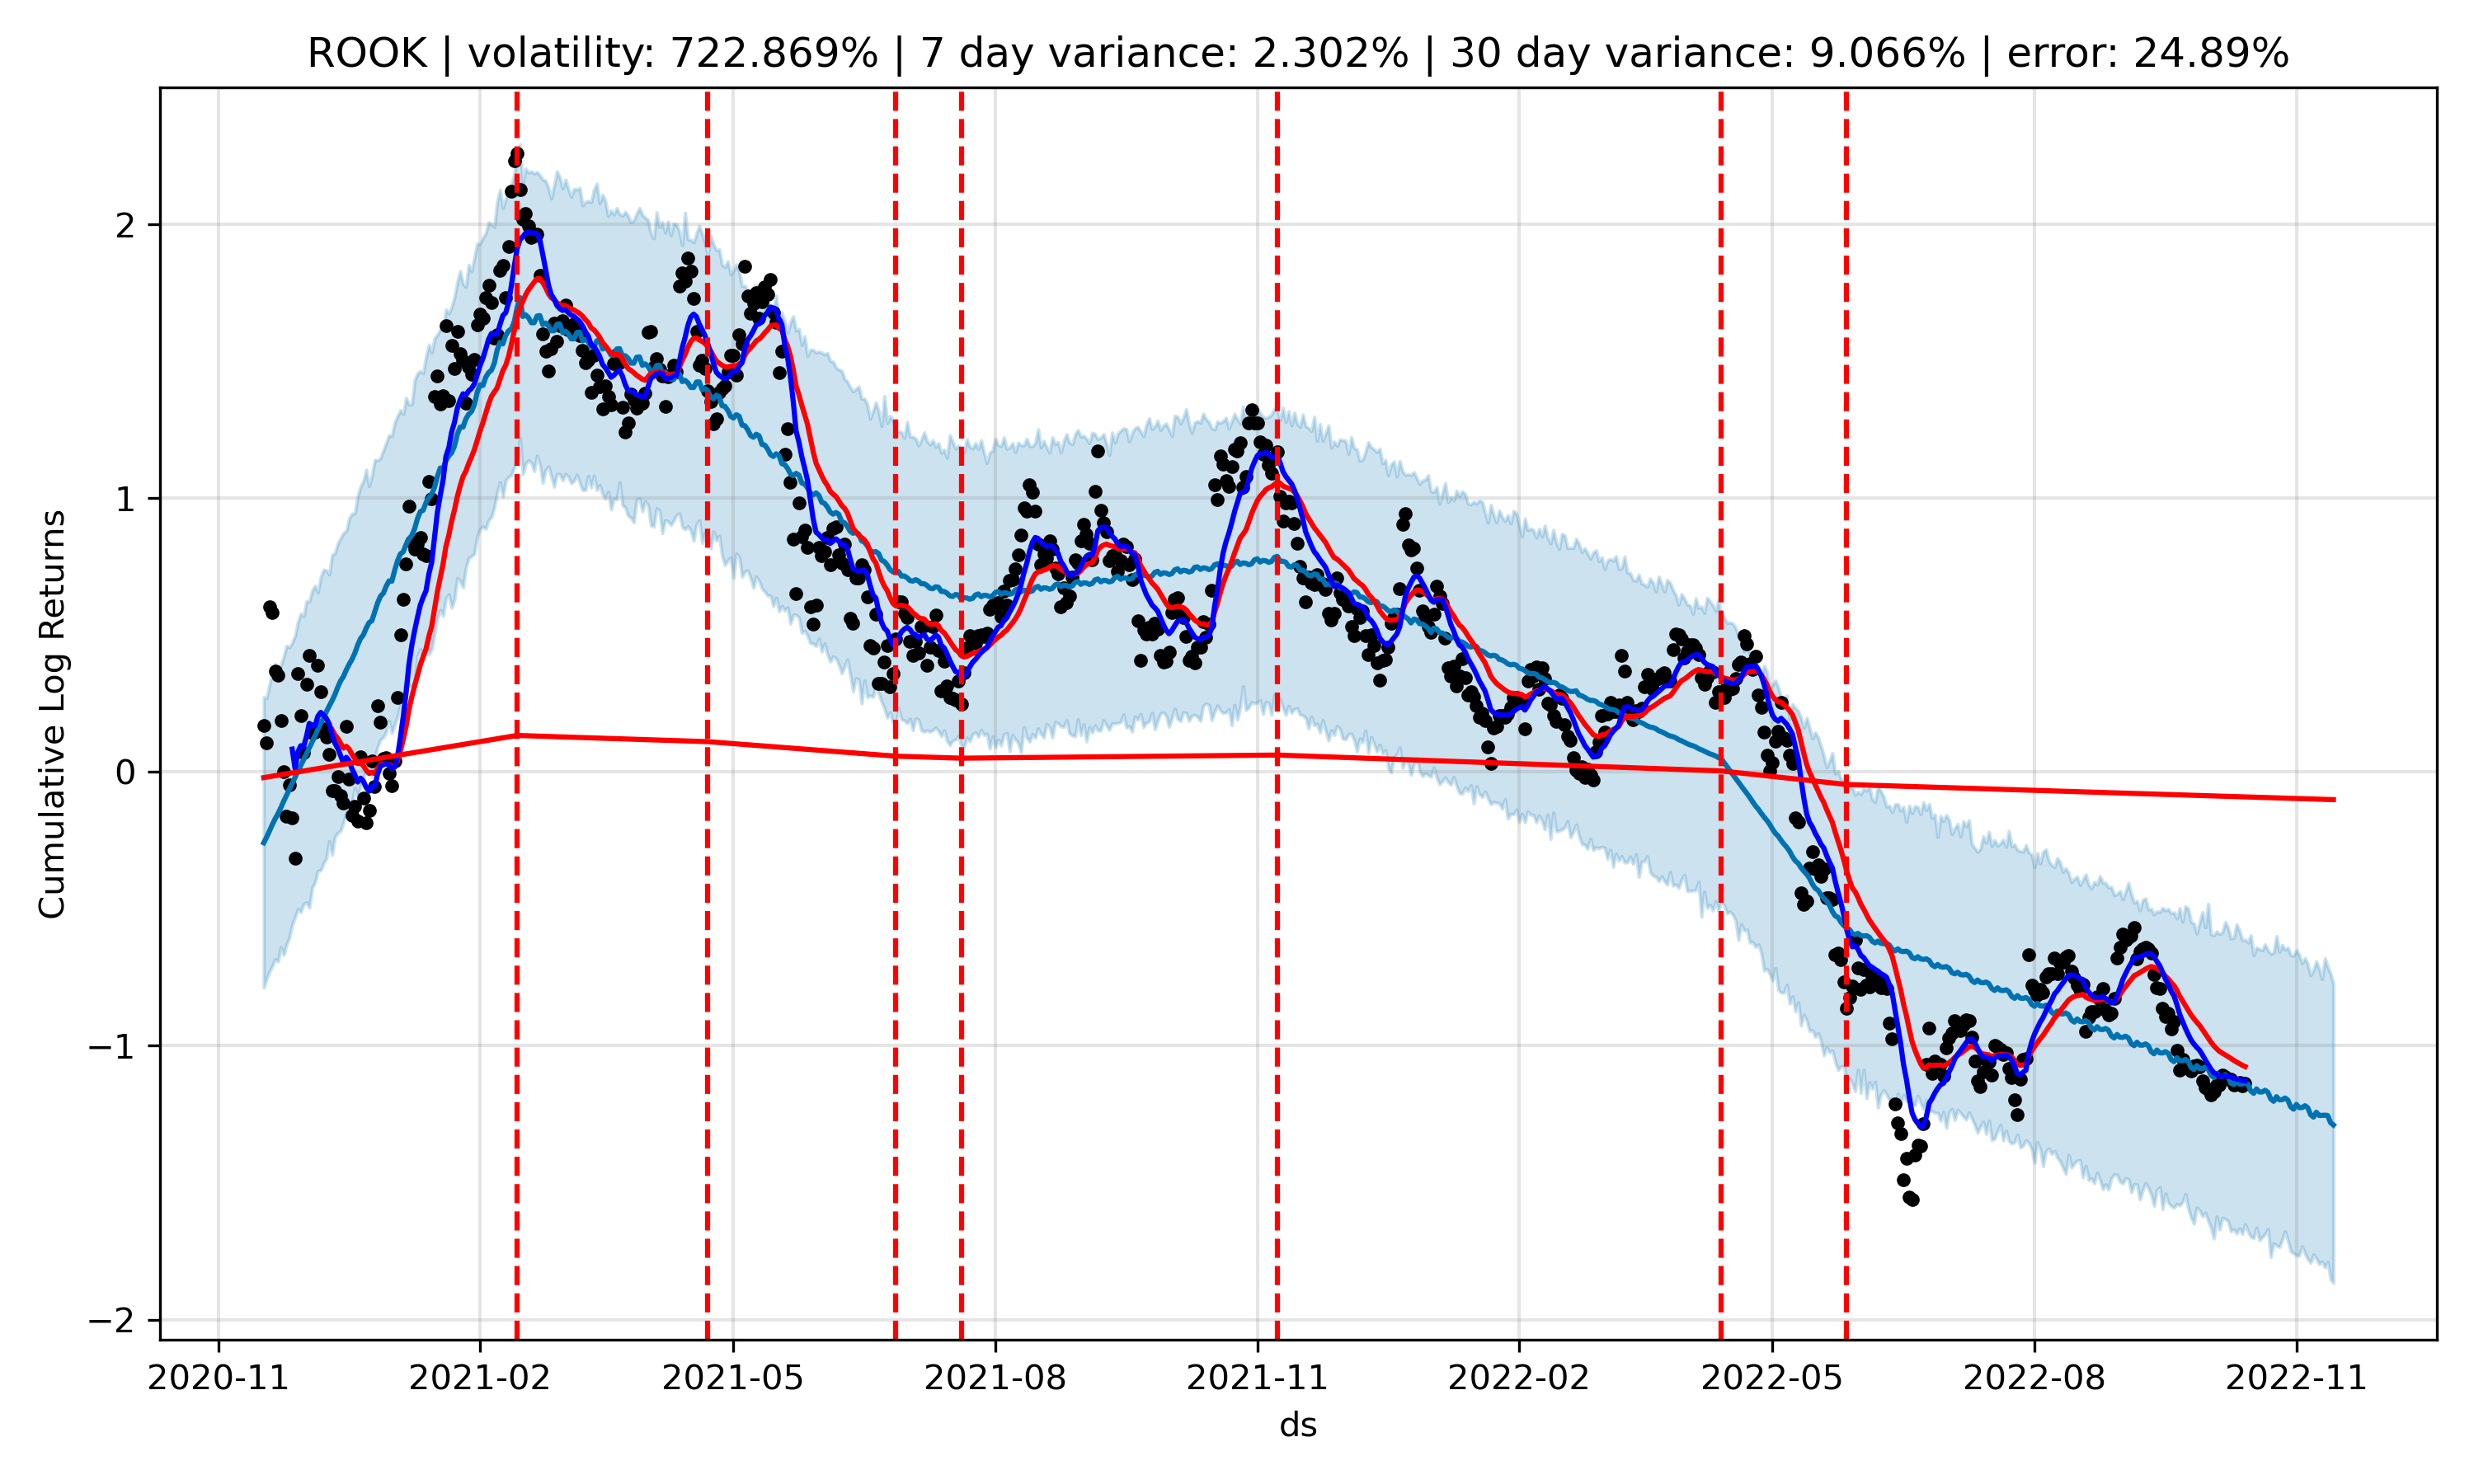 ROOK | volatility: 722.869% | 7 day variance: 2.302% | 30 day variance: 9.066% | error: 24.89%
Cumulative Log Returns
2
1
0
−1
−2
2020-11 2021-02 2021-05 2021-08 2021-11 2022-02 2022-05 2022-08 2022-11
ds